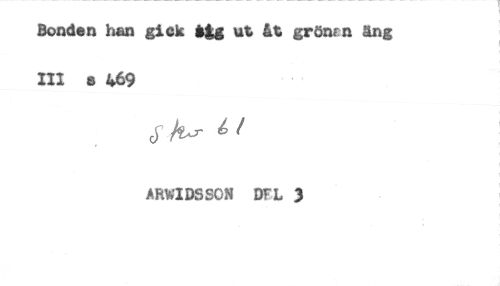 Bonden han gick sig ut åt grönan äng
III s 469
Skv 61
ARWIDSSON DEL 3